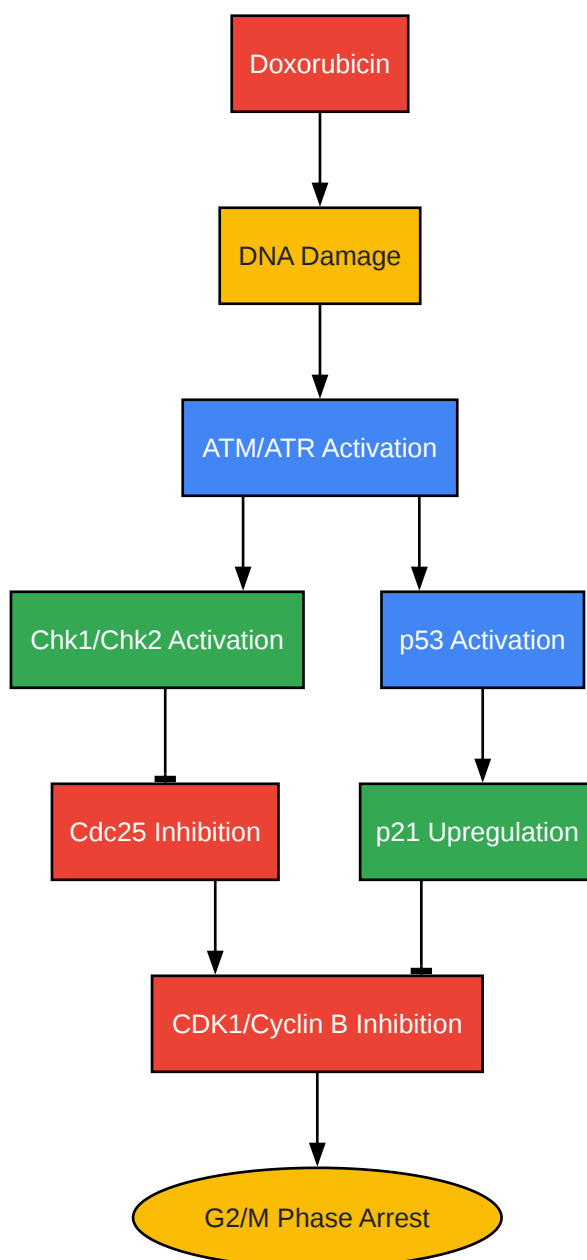 Doxorubicin
DNA Damage
ATM/ATR Activation
Chk1/Chk2 Activation
p53 Activation
Cdc25 Inhibition
p21 Upregulation
CDK1/Cyclin B Inhibition
G2/M Phase Arrest